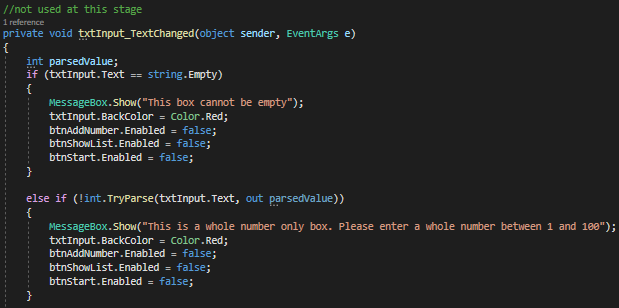 //not used at this stage
1 reference
private void txtInput_TextChanged(object sender, EventArgs e)
{
int parsedValue;
if (txtInput.Text == string.Empty)
{
MessageBox.Show("This box cannot be empty");
txtInput.BackColor = Color.Red;
btnAddNumber.Enabled = false;
btnShowList.Enabled = false;
btnStart.Enabled = false;
}
else if (!int.TryParse(txtInput.Text, out parsedValue))
{
MessageBox.Show("This is a whole number only box. Please enter a whole number between 1 and 100");
txtInput.BackColor = Color.Red;
btnAddNumber.Enabled = false;
btnShowList.Enabled = false;
btnStart.Enabled = false;
}